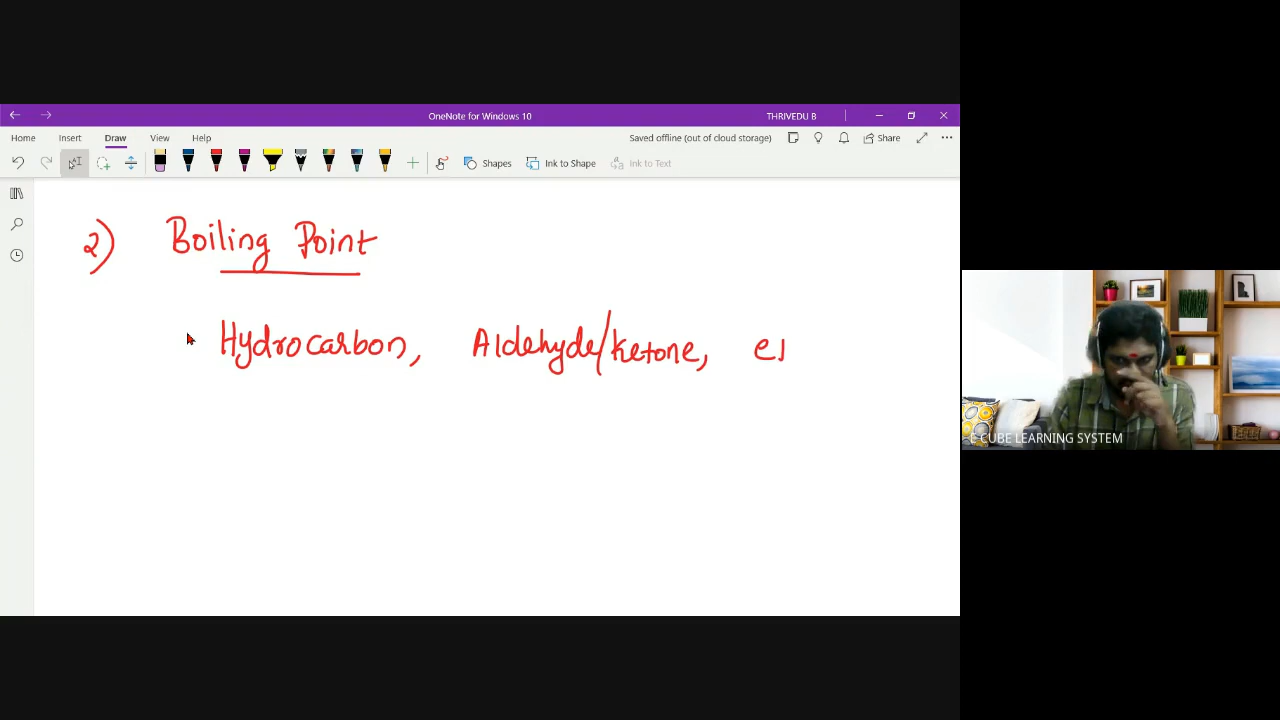 OneNote for Windows 10
THRIVEDU B
Home Insert Draw View Help
Saved offline (out of cloud storage)
Share
Shapes
Ink to Shape
Ink to Text
2) Boiling Point
Hydrocarbon, Aldehyde/ketone, e
E CUBE LEARNING SYSTEM